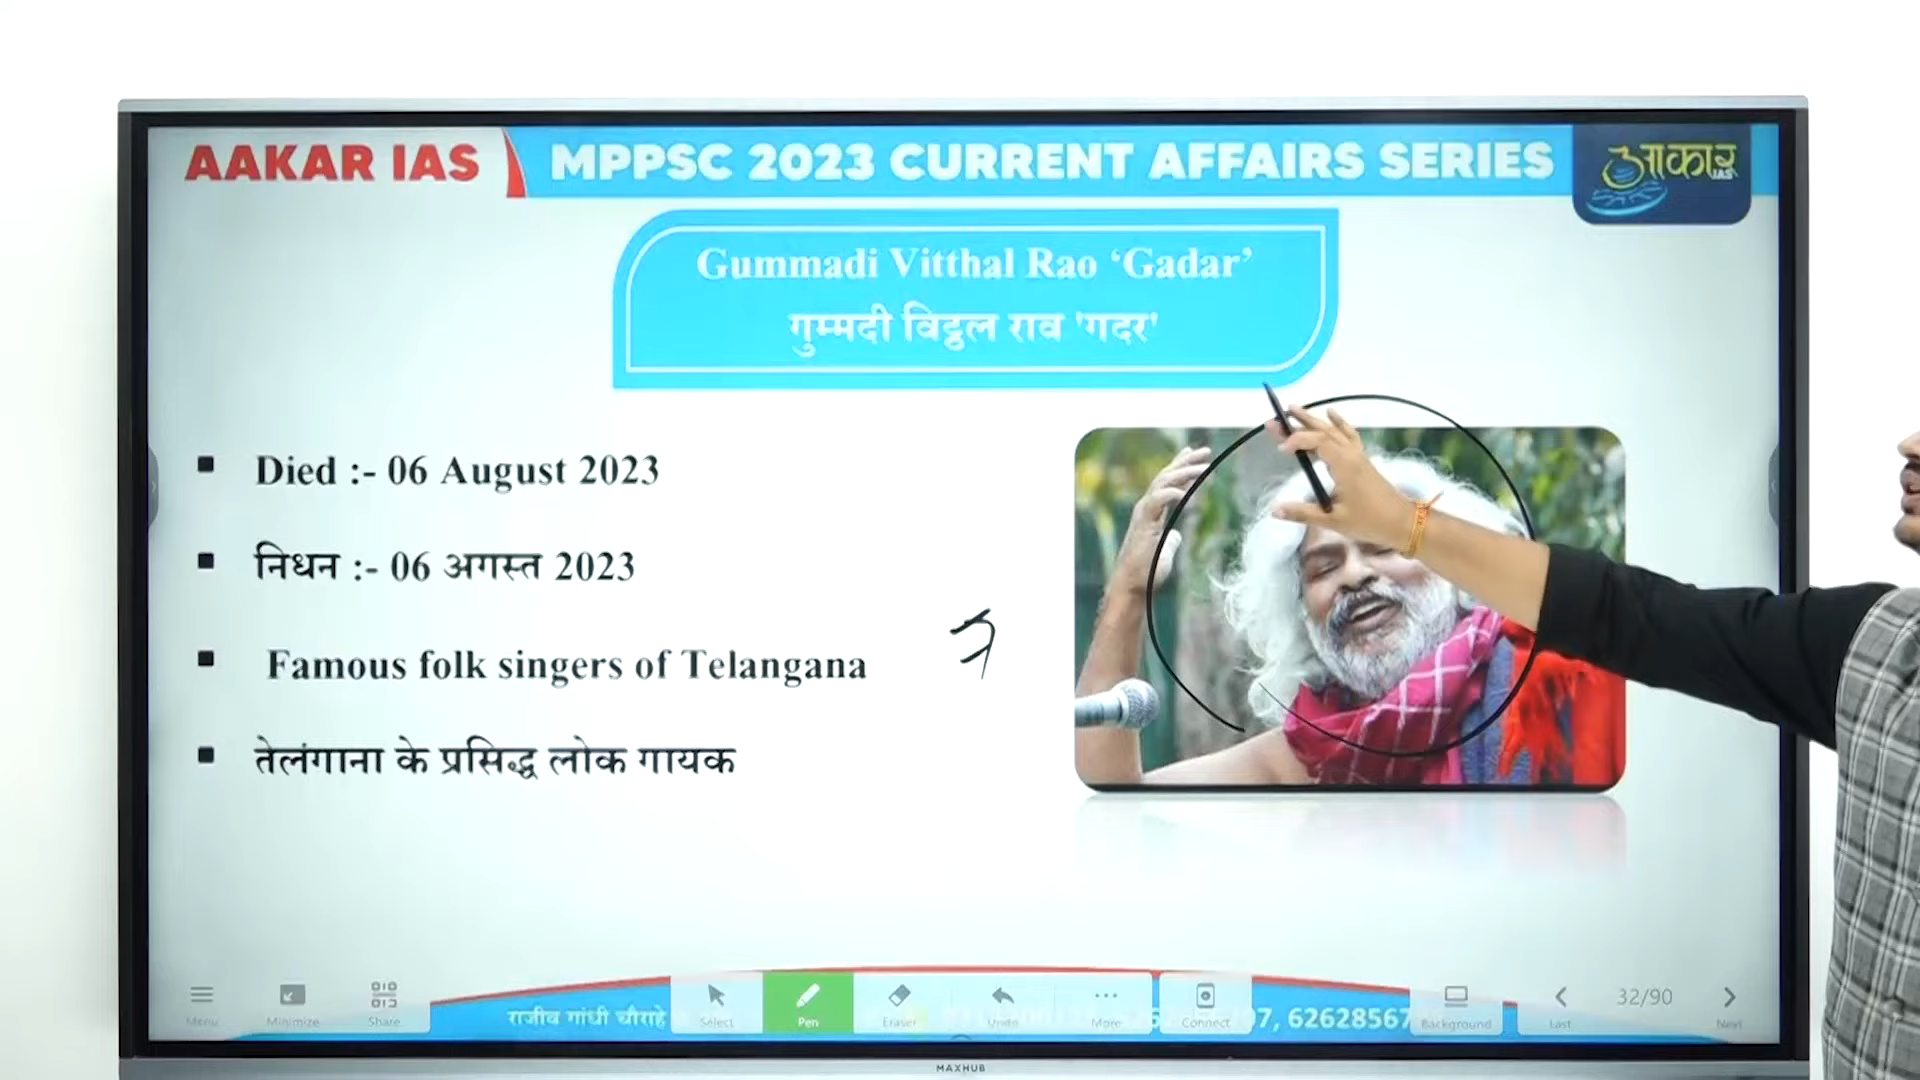 AAKAR IAS MPPSC 2023 CURRENT AFFAIRS SERIES आकार IAS
Gummadi Vitthal Rao ‘Gadar’
गुम्मदी विट्ठल राव 'गदर'
▪ Died :- 06 August 2023
▪ निधन :- 06 अगस्त 2023
▪ Famous folk singers of Telangana
▪ तेलंगाना के प्रसिद्ध लोक गायक
राजीव गांधी चौराहे
Menu Minimize Share Select Pen Eraser Undo More Connect Background Last 32/90 Next
MAXHUB